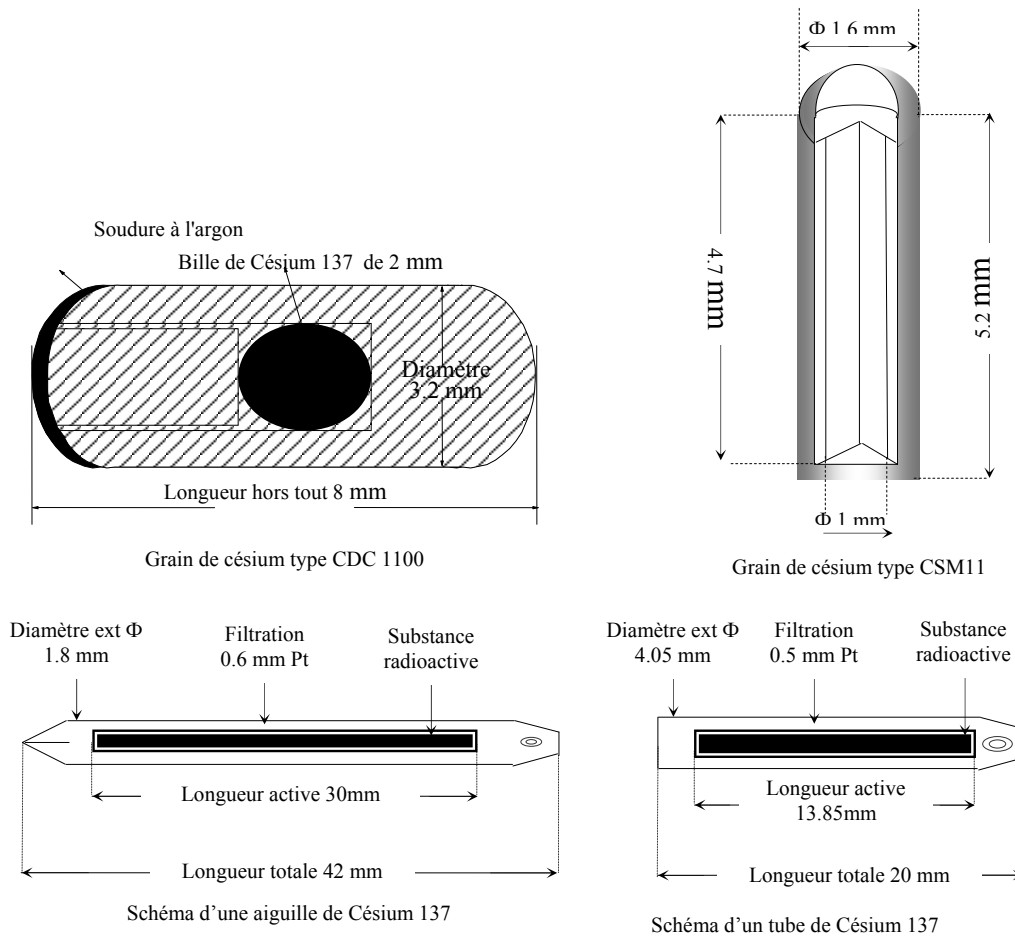 Φ 1.6 mm
Soudure à l'argon
Bille de Césium 137 de 2 mm
Diamètre
3.2 mm
Longueur hors tout 8 mm
Grain de césium type CDC 1100
4.7 mm
5.2 mm
Φ 1 mm
Grain de césium type CSM11
Diamètre ext Φ
1.8 mm
Filtration
0.6 mm Pt
Substance
radioactive
Longueur active 30mm
Longueur totale 42 mm
Schéma d’une aiguille de Césium 137
Diamètre ext Φ
4.05 mm
Filtration
0.5 mm Pt
Substance
radioactive
Longueur active
13.85mm
Longueur totale 20 mm
Schéma d’un tube de Césium 137